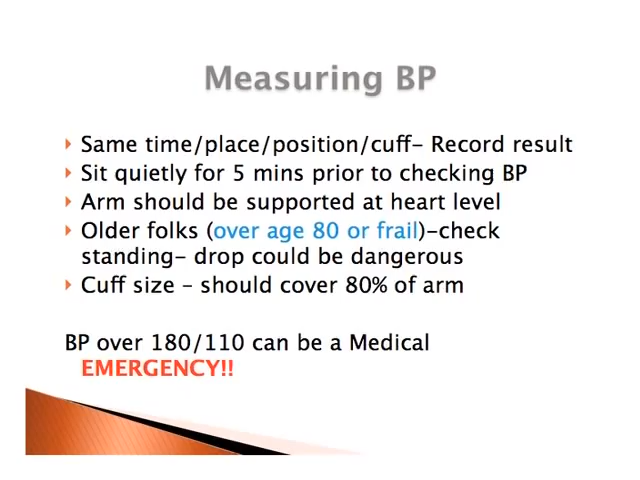 Measuring BP
Same time/place/position/cuff- Record result
Sit quietly for 5 mins prior to checking BP
Arm should be supported at heart level
Older folks (over age 80 or frail)-check
standing- drop could be dangerous
Cuff size – should cover 80% of arm
BP over 180/110 can be a Medical
EMERGENCY!!